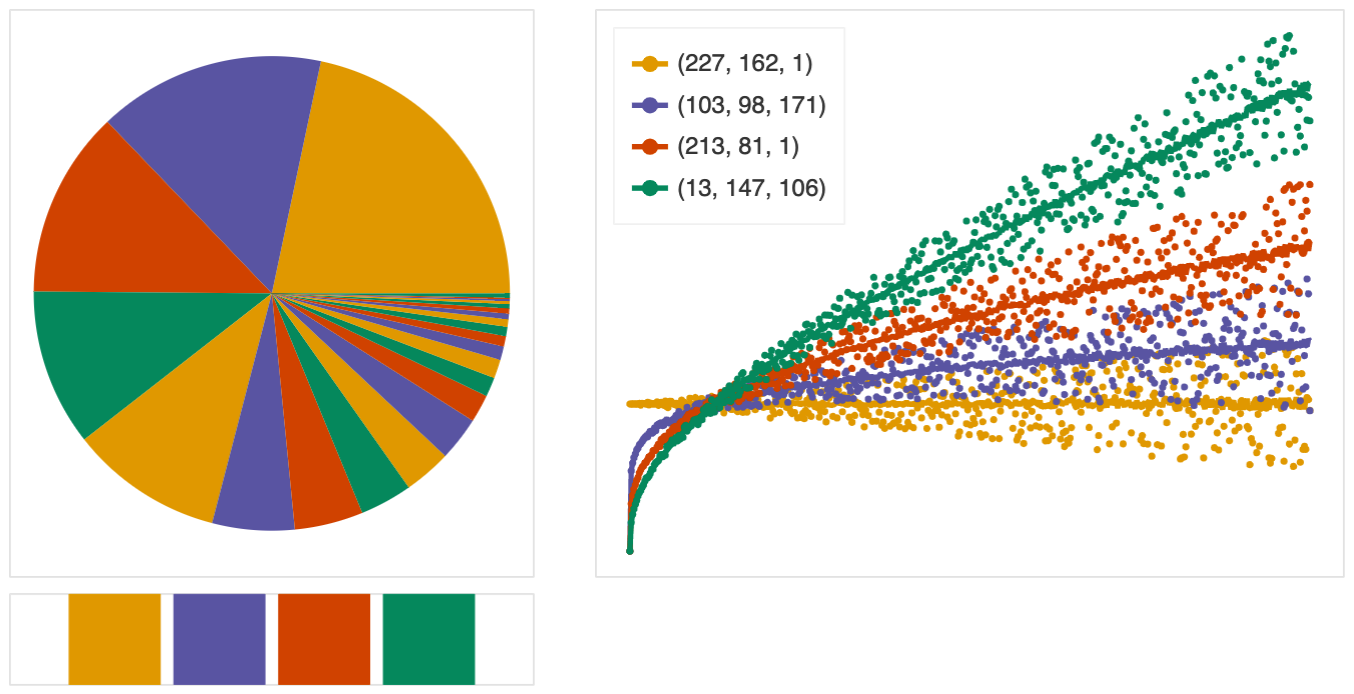 (227, 162, 1)
(103, 98, 171)
(213, 81, 1)
(13, 147, 106)